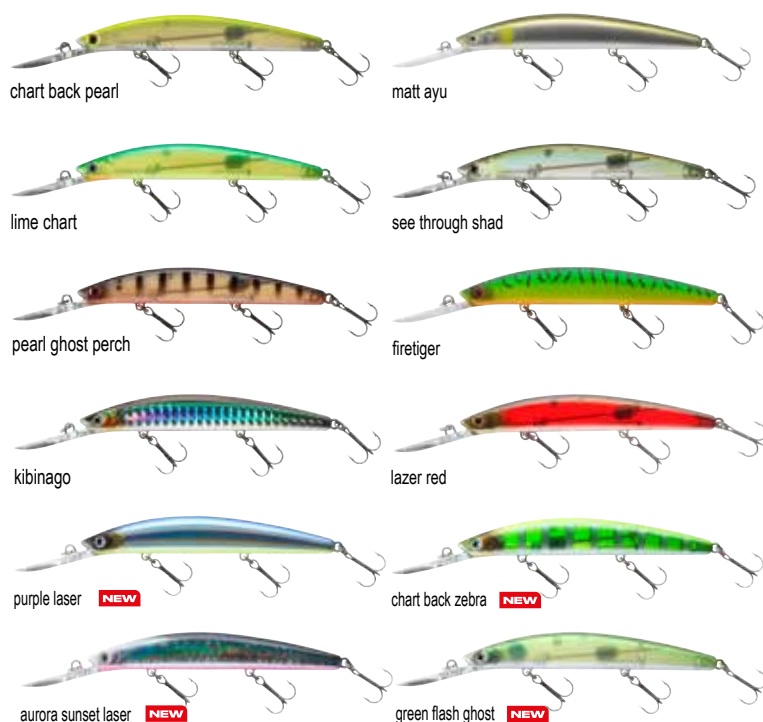 chart back pearl
matt ayu
lime chart
see through shad
pearl ghost perch
firetiger
kibinago
lazer red
purple laser NEW
chart back zebra NEW
aurora sunset laser NEW
green flash ghost NEW